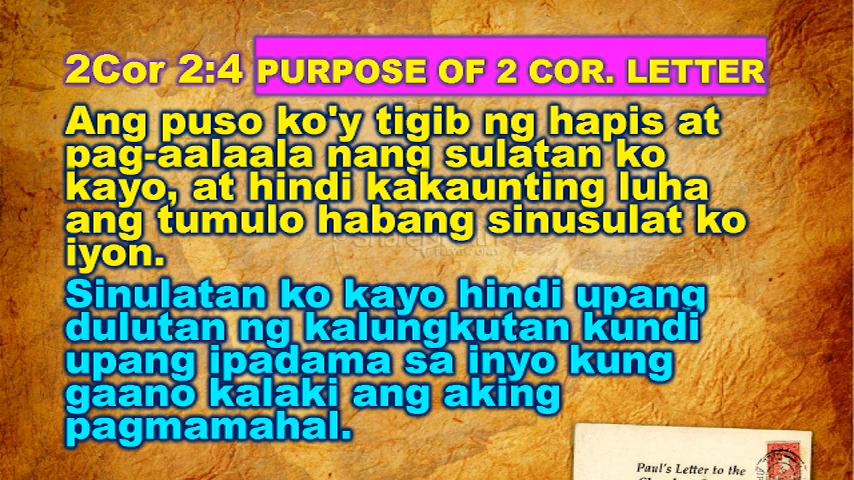 2Cor 2:4 PURPOSE OF 2 COR. LETTER
Ang puso ko'y tigib ng hapis at
pag-aalaala nang sulatan ko
kayo, at hindi kakaunting luha
ang tumulo habang sinusulat ko
iyon.
Sinulatan ko kayo hindi upang
dulutan ng kalungkutan kundi
upang ipadama sa inyo kung
gaano kalaki ang aking
pagmamahal.
Paul's Letter to the